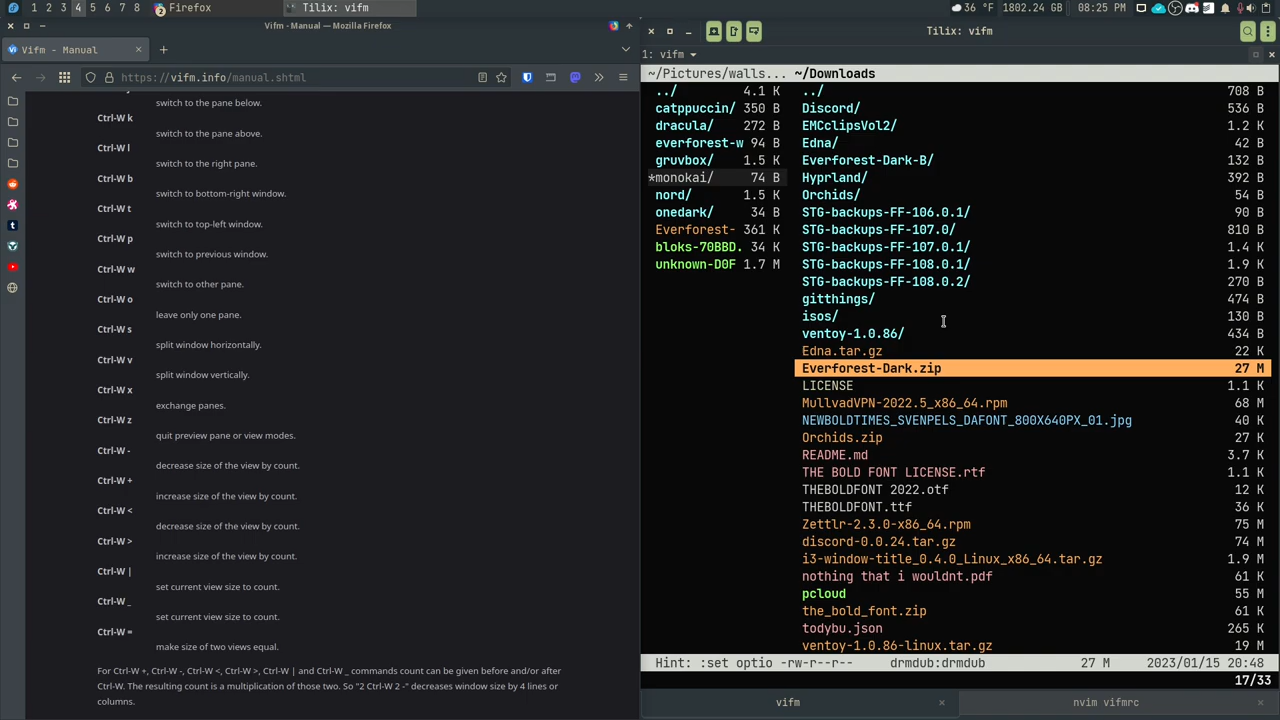 1 2 3 4 5 6 7 8 Firefox Tilix: vifm 36 °F 1802.24 GB 08:25 PM
Vifm - Manual — Mozilla Firefox
Vifm - Manual
https://vifm.info/manual.shtml
switch to the pane below.
Ctrl-W k
switch to the pane above.
Ctrl-W l
switch to the right pane.
Ctrl-W b
switch to bottom-right window.
Ctrl-W t
switch to top-left window.
Ctrl-W p
switch to previous window.
Ctrl-W w
switch to other pane.
Ctrl-W o
leave only one pane.
Ctrl-W s
split window horizontally.
Ctrl-W v
split window vertically.
Ctrl-W x
exchange panes.
Ctrl-W z
quit preview pane or view modes.
Ctrl-W -
decrease size of the view by count.
Ctrl-W +
increase size of the view by count.
Ctrl-W <
decrease size of the view by count.
Ctrl-W >
increase size of the view by count.
Ctrl-W |
set current view size to count.
Ctrl-W _
set current view size to count.
Ctrl-W =
make size of two views equal.
For Ctrl-W +, Ctrl-W -, Ctrl-W <, Ctrl-W >, Ctrl-W | and Ctrl-W _ commands count can be given before and/or after
Ctrl-W. The resulting count is a multiplication of those two. So "2 Ctrl-W 2 -" decreases window size by 4 lines or
columns.
Tilix: vifm
1: vifm
~/Pictures/walls... ~/Downloads
../ 4.1 K
catppuccin/ 350 B
dracula/ 272 B
everforest-w 94 B
gruvbox/ 1.5 K
*monokai/ 74 B
nord/ 1.5 K
onedark/ 34 B
Everforest- 361 K
bloks-70BBD. 34 K
unknown-D0F 1.7 M
../ 708 B
Discord/ 536 B
EMCclipsVol2/ 1.2 K
Edna/ 42 B
Everforest-Dark-B/ 132 B
Hyprland/ 392 B
Orchids/ 54 B
STG-backups-FF-106.0.1/ 90 B
STG-backups-FF-107.0/ 810 B
STG-backups-FF-107.0.1/ 1.4 K
STG-backups-FF-108.0.1/ 1.9 K
STG-backups-FF-108.0.2/ 270 B
gitthings/ 474 B
isos/ 130 B
ventoy-1.0.86/ 434 B
Edna.tar.gz 22 K
Everforest-Dark.zip 27 M
LICENSE 1.1 K
MullvadVPN-2022.5_x86_64.rpm 68 M
NEWBOLDTIMES_SVENPELS_DAFONT_800X640PX_01.jpg 40 K
Orchids.zip 27 K
README.md 3.7 K
THE BOLD FONT LICENSE.rtf 1.1 K
THEBOLDFONT 2022.otf 12 K
THEBOLDFONT.ttf 36 K
Zettlr-2.3.0-x86_64.rpm 75 M
discord-0.0.24.tar.gz 74 M
i3-window-title_0.4.0_Linux_x86_64.tar.gz 1.9 M
nothing that i wouldnt.pdf 61 K
pcloud 55 M
the_bold_font.zip 61 K
todybu.json 265 K
ventoy-1.0.86-linux.tar.gz 19 M
Hint: :set optio -rw-r--r-- drmdub:drmdub 27 M 2023/01/15 20:48
17/33
vifm nvim vifmrc